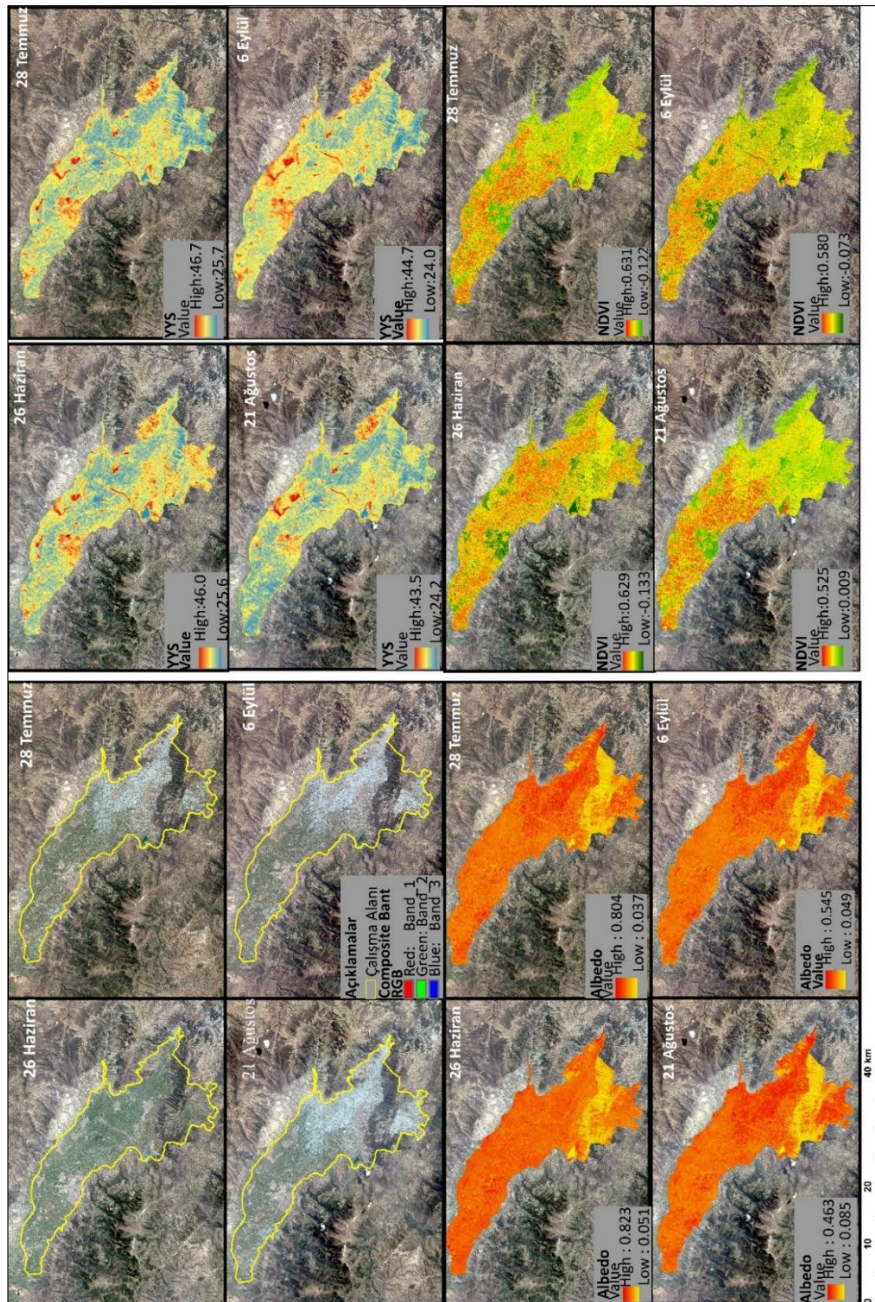 26 Haziran
28 Temmuz
26 Haziran
YYS
Value
High:46.0
Low:25.6
28 Temmuz
YYS
Value
High:46.7
Low:25.7
21 Ağustos
6 Eylül
Açıklamalar
Çalışma Alanı
Composite Bant
RGB
Red: Band_1
Green: Band_2
Blue: Band_3
21 Ağustos
YYS
Value
High:43.5
Low:24.2
6 Eylül
YYS
Value
High:44.7
Low:24.0
26 Haziran
Albedo
Value
High : 0.823
Low : 0.051
28 Temmuz
Albedo
Value
High : 0.804
Low : 0.037
26 Haziran
NDVI
Value
High:0.629
Low:-0.133
28 Temmuz
NDVI
Value
High:0.631
Low:-0.122
21 Ağustos
Albedo
Value
High : 0.463
Low : 0.085
6 Eylül
Albedo
Value
High : 0.545
Low : 0.049
21 Ağustos
NDVI
Value
High:0.525
Low:0.009
6 Eylül
NDVI
Value
High:0.580
Low:-0.073
0 10 20 40 km